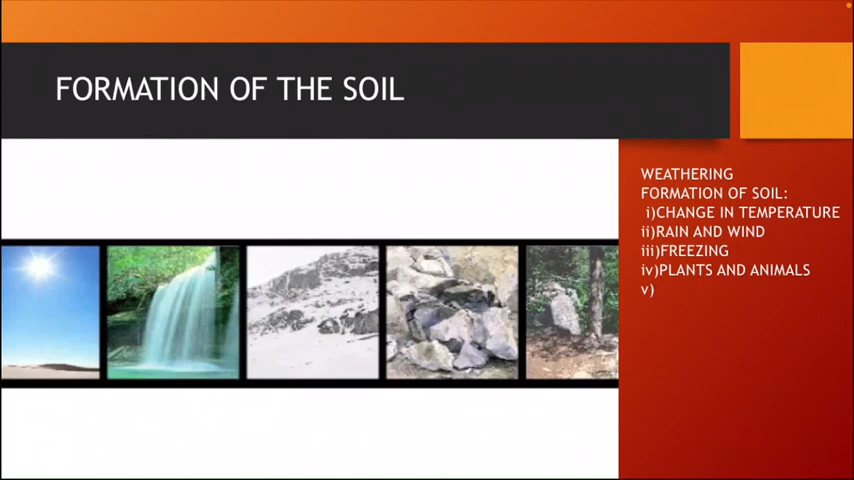 FORMATION OF THE SOIL
WEATHERING
FORMATION OF SOIL:
i)CHANGE IN TEMPERATURE
ii)RAIN AND WIND
iii)FREEZING
iv)PLANTS AND ANIMALS
v)